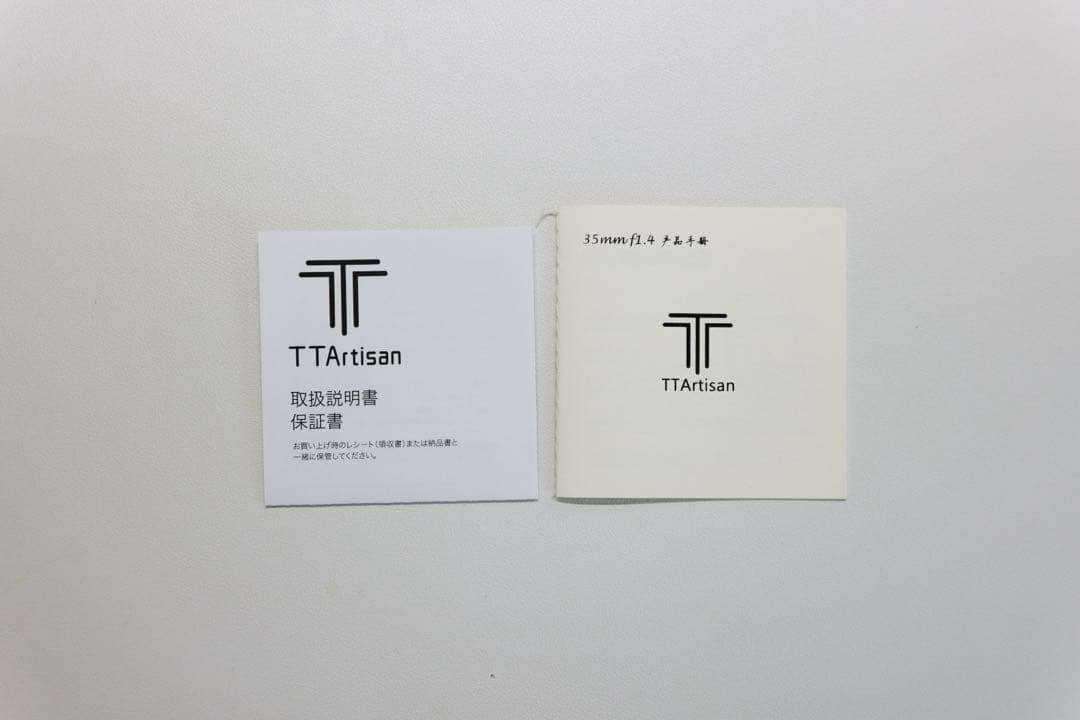 TTArtisan
取扱説明書
保証書
お買い上げ時のレシート（領収書）または納品書と
一緒に保管してください。
35mm f1.4 产品手册
TTArtisan